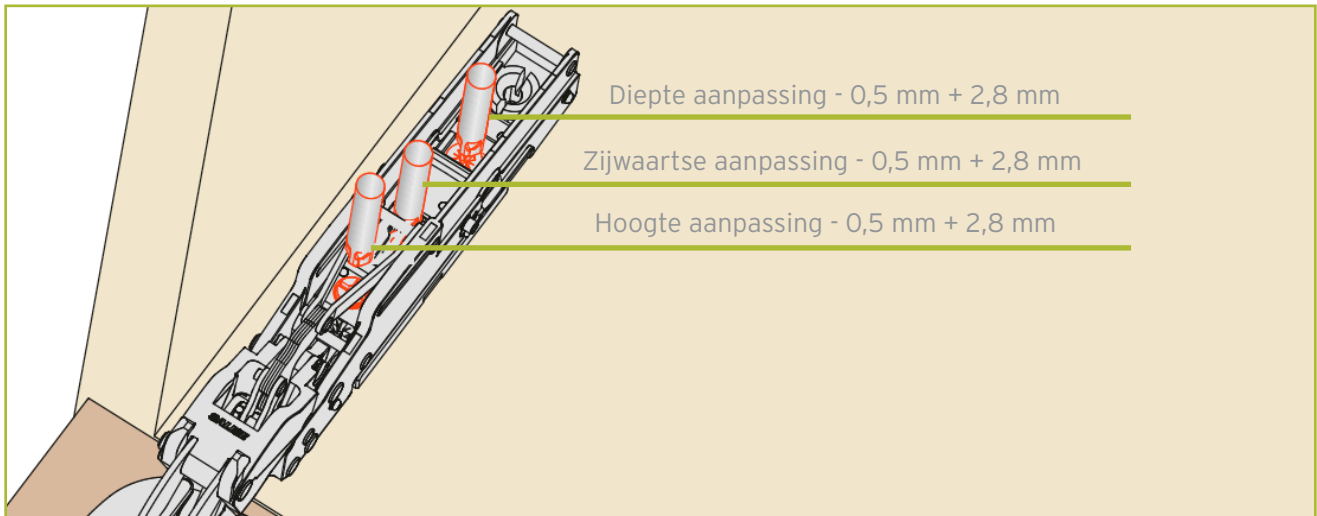 Diepte aanpassing - 0,5 mm + 2,8 mm
Zijwaartse aanpassing - 0,5 mm + 2,8 mm
Hoogte aanpassing - 0,5 mm + 2,8 mm